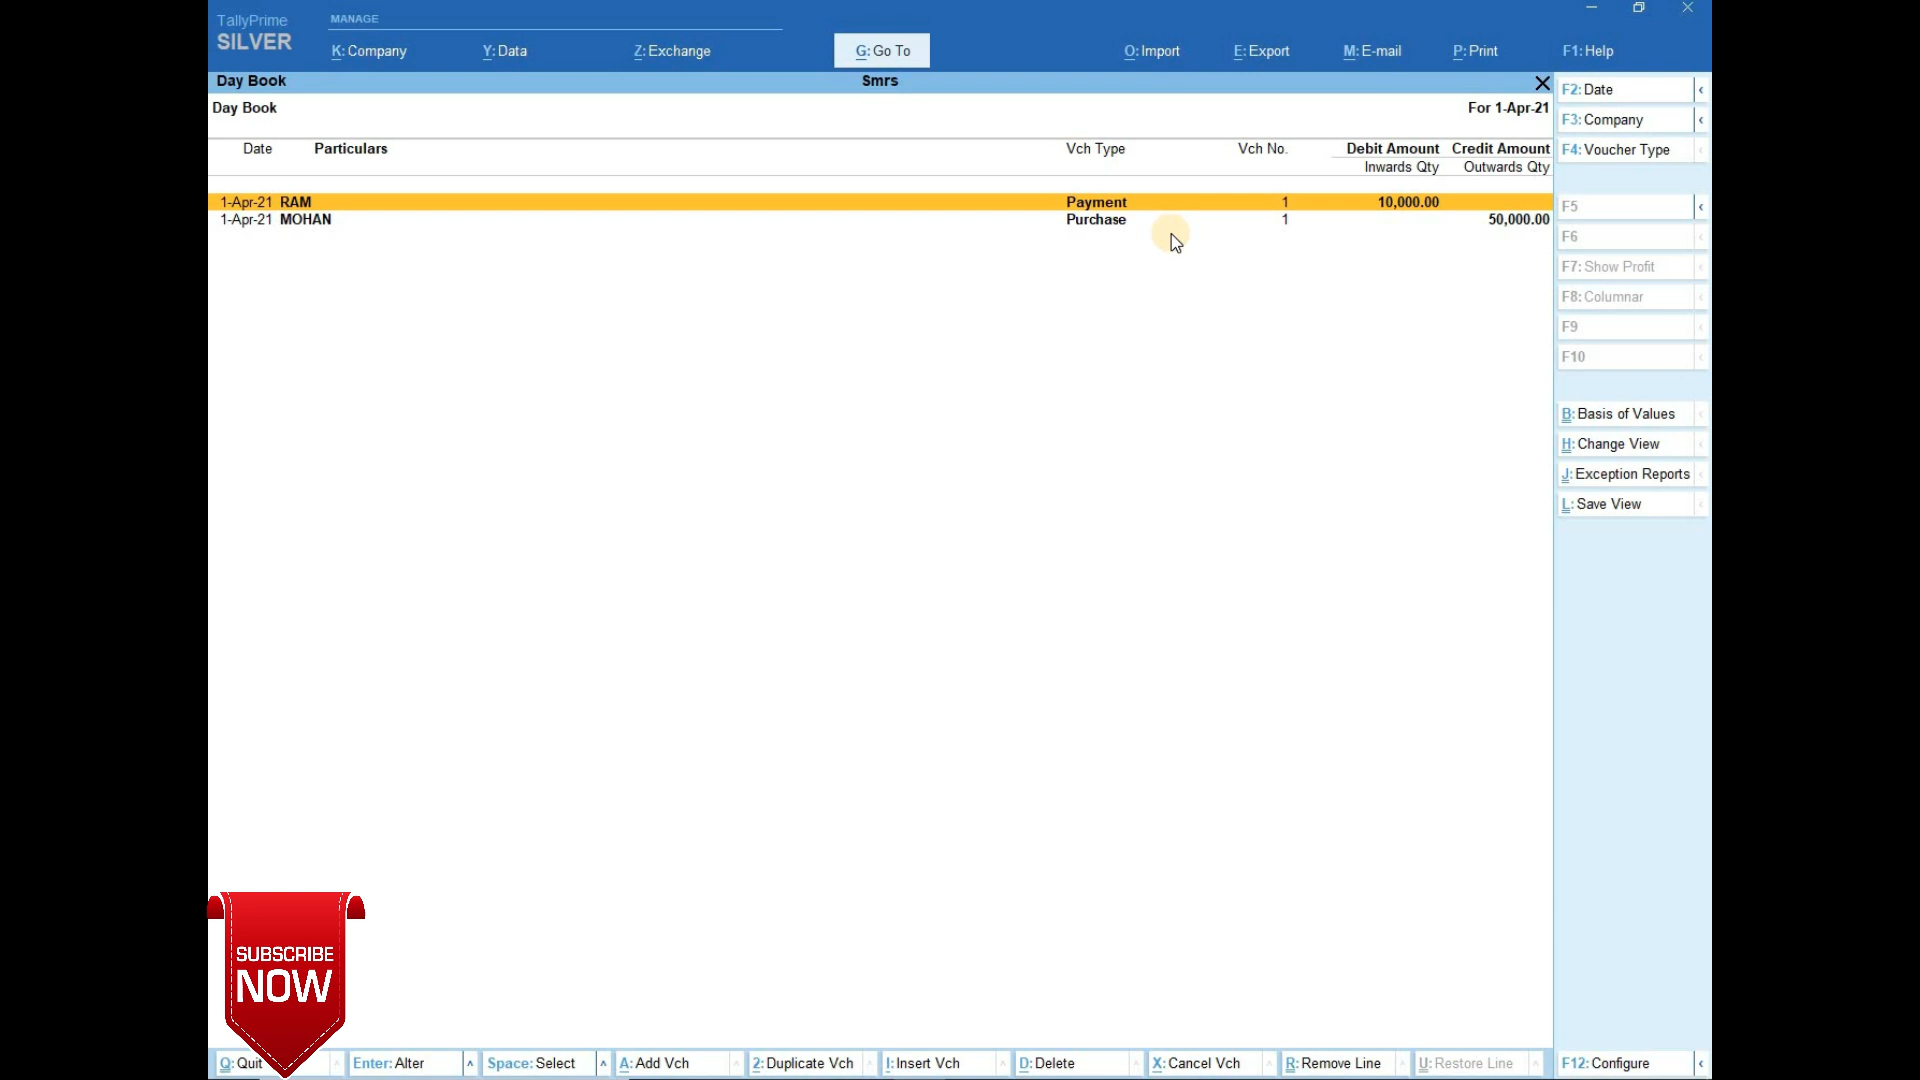 TallyPrime
SILVER
MANAGE
K: Company
Y: Data
Z: Exchange
G: Go To
O: Import
E: Export
M: E-mail
P: Print
F1: Help
Day Book
Smrs
Day Book
For 1-Apr-21
Date Particulars Vch Type Vch No. Debit Amount Credit Amount
Inwards Qty Outwards Qty
1-Apr-21 RAM Payment 1 10,000.00
1-Apr-21 MOHAN Purchase 1 50,000.00
F2: Date
F3: Company
F4: Voucher Type
F5
F6
F7: Show Profit
F8: Columnar
F9
F10
B: Basis of Values
H: Change View
J: Exception Reports
L: Save View
SUBSCRIBE
NOW
Q: Quit
Enter: Alter
Space: Select
A: Add Vch
2: Duplicate Vch
I: Insert Vch
D: Delete
X: Cancel Vch
R: Remove Line
U: Restore Line
F12: Configure